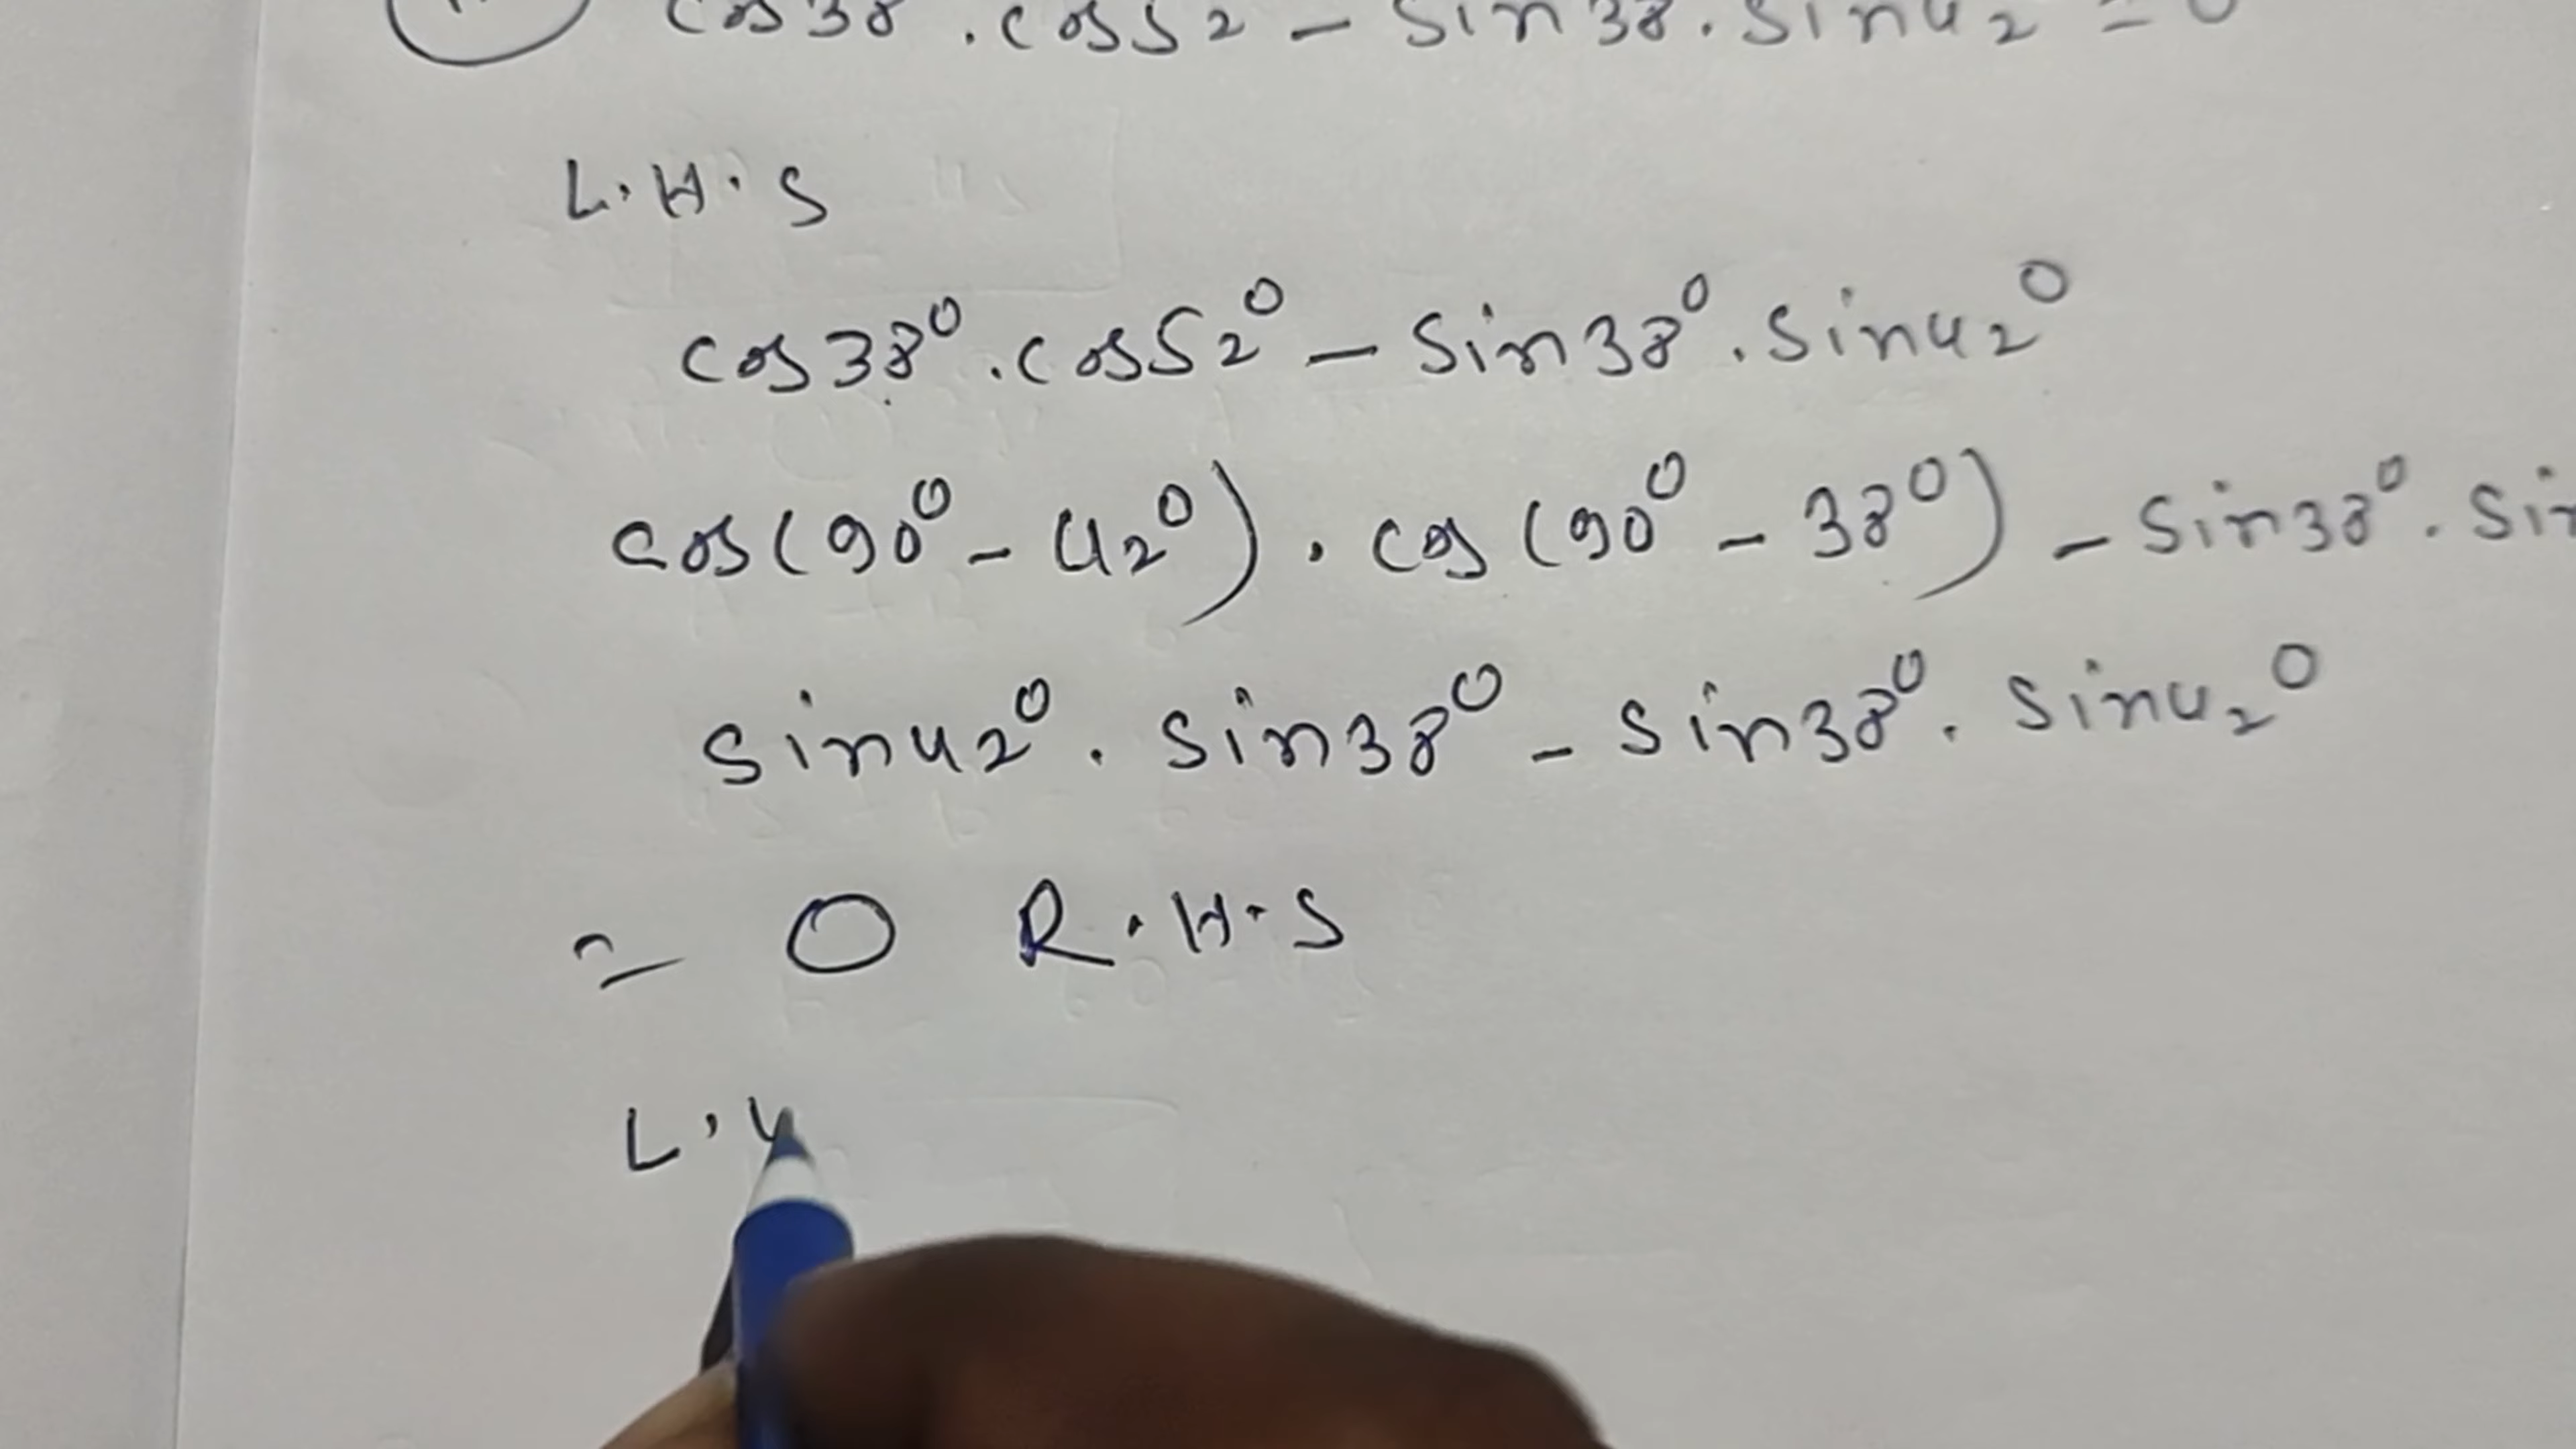 cos38 . cos52 - sin38 . sin42 = 0
L.H.S
cos38° . cos52° - sin38° . sin42°
cos(90° - 42°) . cos(90° - 38°) - sin38° .
sin42° . sin38° - sin38° . sin42°
= 0 R.H.S
L.H